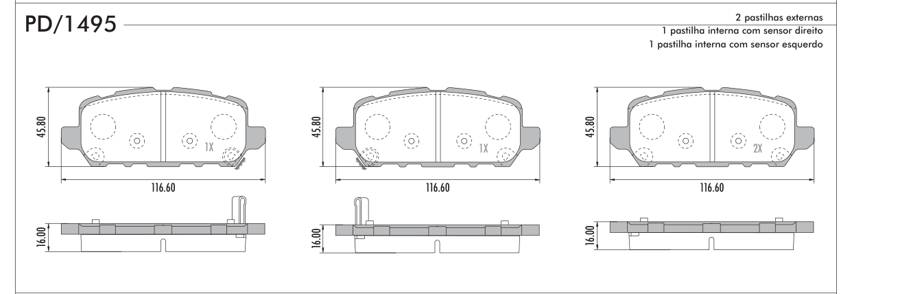 PD/1495
2 pastilhas externas
1 pastilha interna com sensor direito
1 pastilha interna com sensor esquerdo
45.80
1X
116.60
16.00
45.80
1X
116.60
16.00
45.80
2X
116.60
16.00